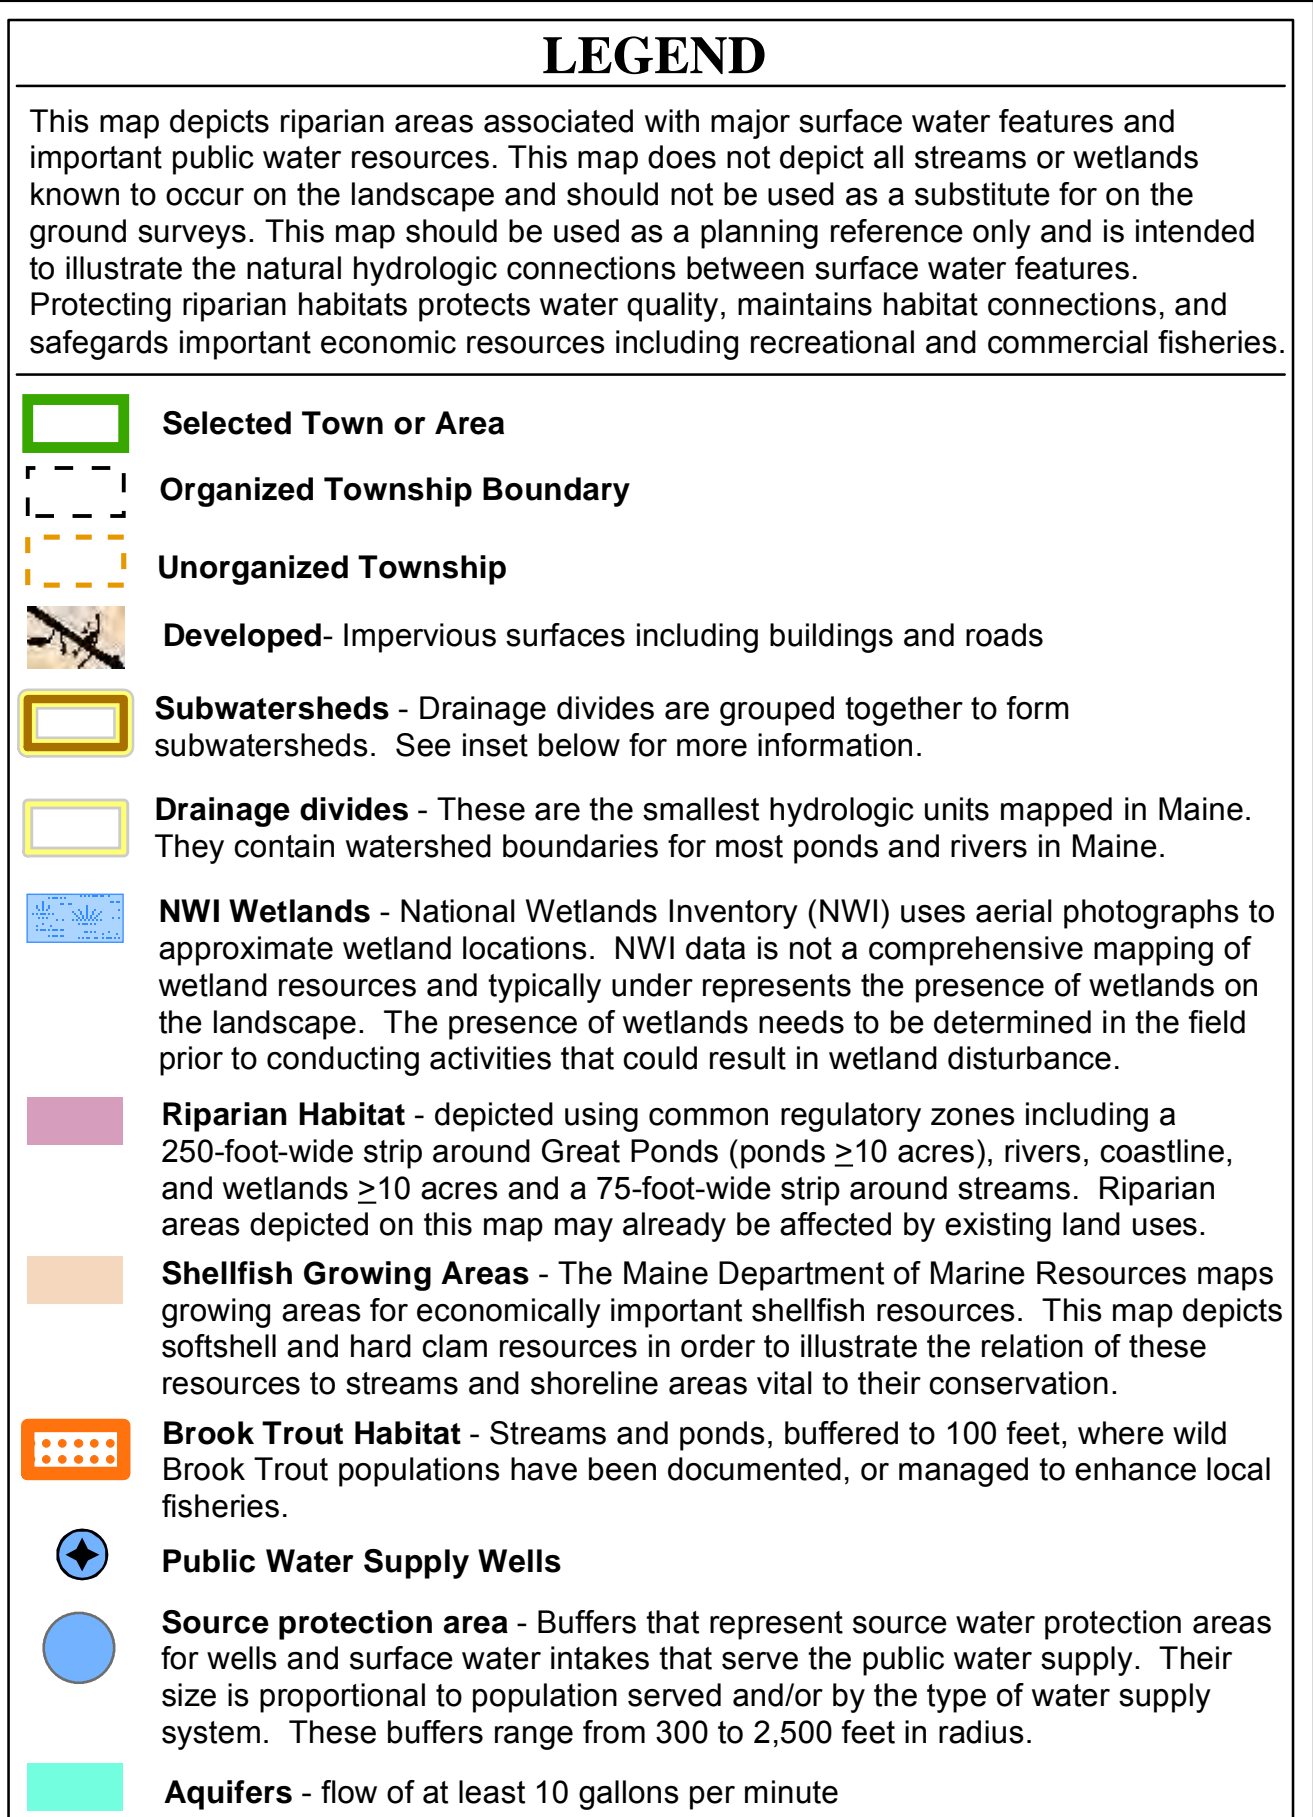 LEGEND
This map depicts riparian areas associated with major surface water features and
important public water resources. This map does not depict all streams or wetlands
known to occur on the landscape and should not be used as a substitute for on the
ground surveys. This map should be used as a planning reference only and is intended
to illustrate the natural hydrologic connections between surface water features.
Protecting riparian habitats protects water quality, maintains habitat connections, and
safegards important economic resources including recreational and commercial fisheries.
Selected Town or Area
Organized Township Boundary
Unorganized Township
Developed- Impervious surfaces including buildings and roads
Subwatersheds - Drainage divides are grouped together to form
subwatersheds.  See inset below for more information.
Drainage divides - These are the smallest hydrologic units mapped in Maine.
They contain watershed boundaries for most ponds and rivers in Maine.
NWI Wetlands - National Wetlands Inventory (NWI) uses aerial photographs to
approximate wetland locations.  NWI data is not a comprehensive mapping of
wetland resources and typically under represents the presence of wetlands on
the landscape.  The presence of wetlands needs to be determined in the field
prior to conducting activities that could result in wetland disturbance.
Riparian Habitat - depicted using common regulatory zones including a
250-foot-wide strip around Great Ponds (ponds ≥10 acres), rivers, coastline,
and wetlands ≥10 acres and a 75-foot-wide strip around streams.  Riparian
areas depicted on this map may already be affected by existing land uses.
Shellfish Growing Areas - The Maine Department of Marine Resources maps
growing areas for economically important shellfish resources.  This map depicts
softshell and hard clam resources in order to illustrate the relation of these
resources to streams and shoreline areas vital to their conservation.
Brook Trout Habitat - Streams and ponds, buffered to 100 feet, where wild
Brook Trout populations have been documented, or managed to enhance local
fisheries.
Public Water Supply Wells
Source protection area - Buffers that represent source water protection areas
for wells and surface water intakes that serve the public water supply.  Their
size is proportional to population served and/or by the type of water supply
system.  These buffers range from 300 to 2,500 feet in radius.
Aquifers - flow of at least 10 gallons per minute